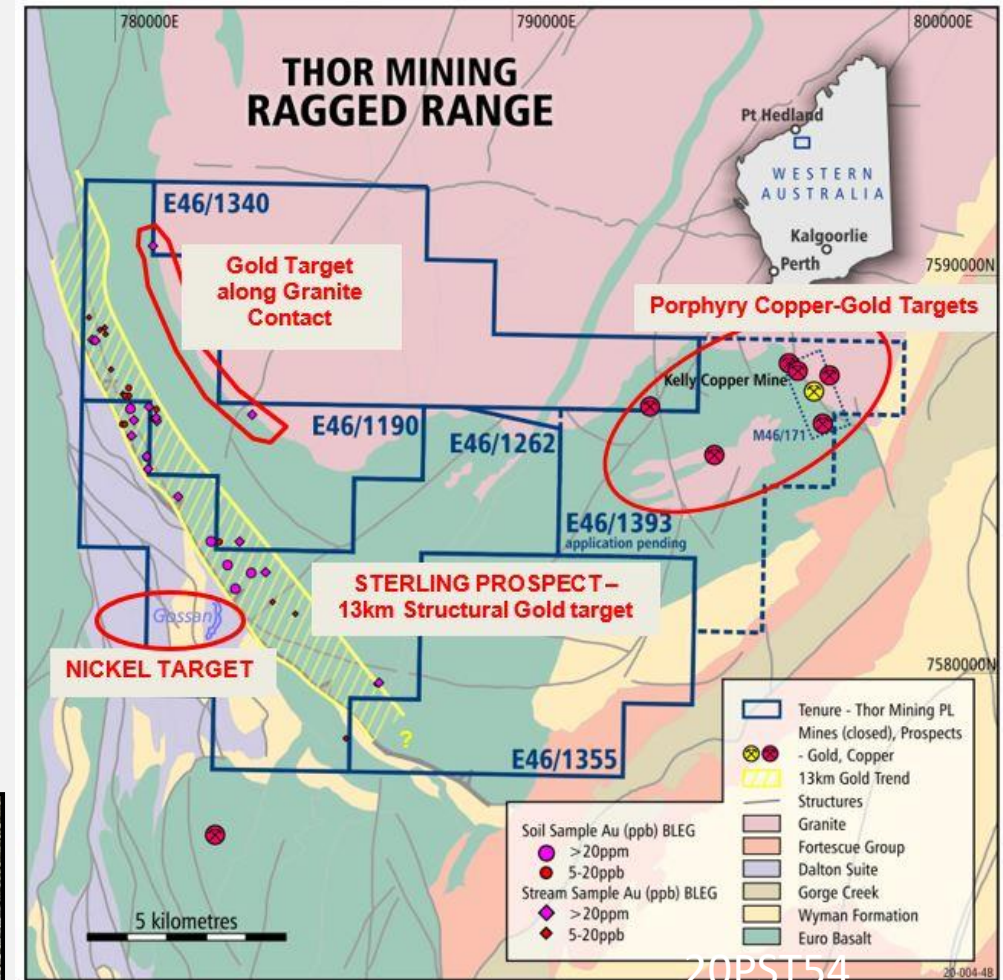 780000E
790000E
800000E
THOR MINING
RAGGED RANGE
Pt Hedland
WESTERN
AUSTRALIA
Kalgoorlie
Perth
E46/1340
7590000N
Gold Target
along Granite
Contact
Porphyry Copper-Gold Targets
Kelly Copper Mine
E46/1190
E46/1262
M46/171
E46/1393
application pending
STERLING PROSPECT –
13km Structural Gold target
Gossan
NICKEL TARGET
7580000N
?
E46/1355
Tenure - Thor Mining PL
Mines (closed), Prospects
- Gold, Copper
13km Gold Trend
Structures
Granite
Fortescue Group
Dalton Suite
Gorge Creek
Wyman Formation
Euro Basalt
Soil Sample Au (ppb) BLEG
>20ppm
5-20ppb
Stream Sample Au (ppb) BLEG
>20ppm
5-20ppb
5 kilometres
20PST54
20-004-48